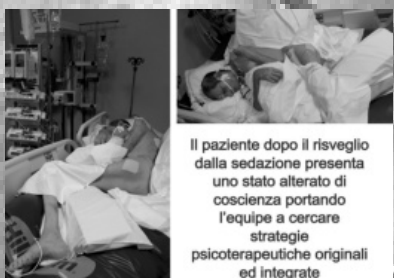 Il paziente dopo il risveglio
dalla sedazione presenta
uno stato alterato di
coscienza portando
l'equipe a cercare
strategie
psicoterapeutiche originali
ed integrate